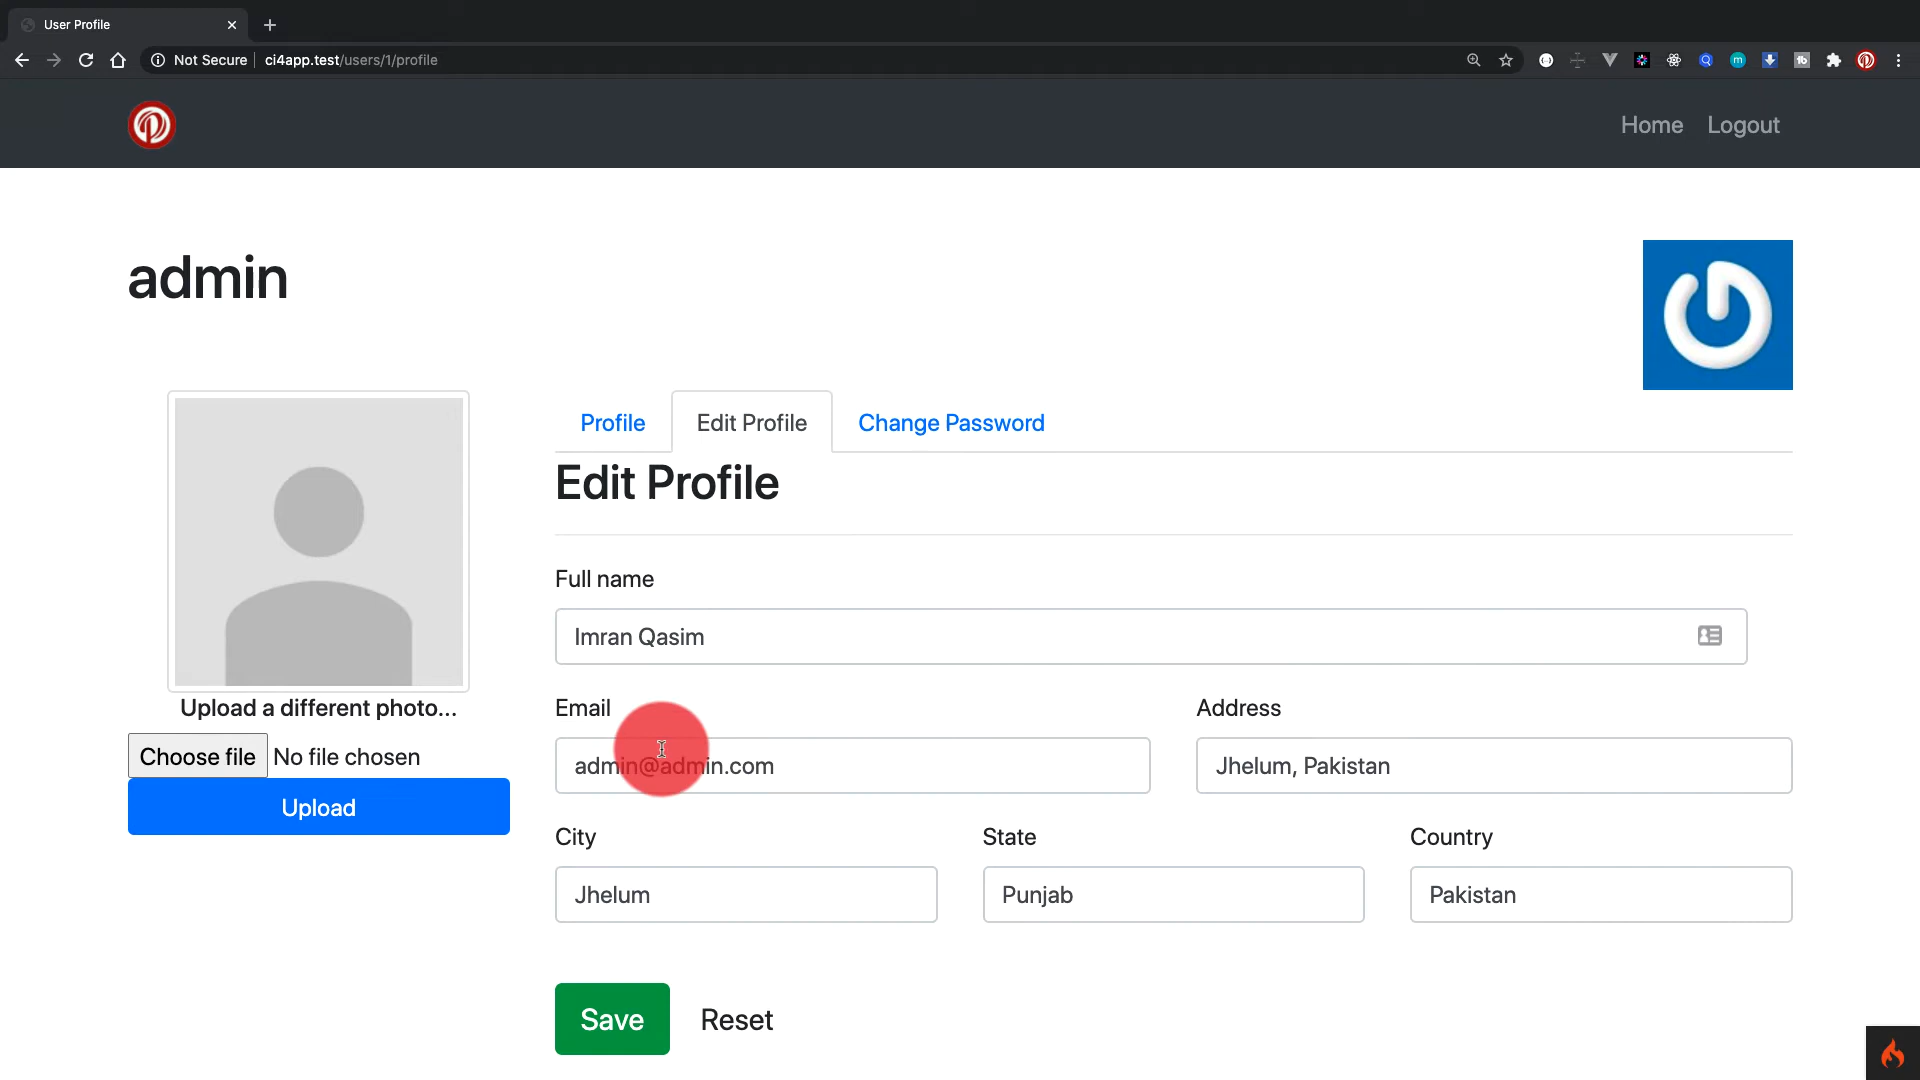 User Profile
Not Secure
ci4app.test/users/1/profile
Home
Logout
admin
Profile
Edit Profile
Change Password
Edit Profile
Full name
Imran Qasim
Upload a different photo...
Choose file No file chosen
Upload
Email
Address
admin@admin.com
Jhelum, Pakistan
City
State
Country
Jhelum
Punjab
Pakistan
Save
Reset